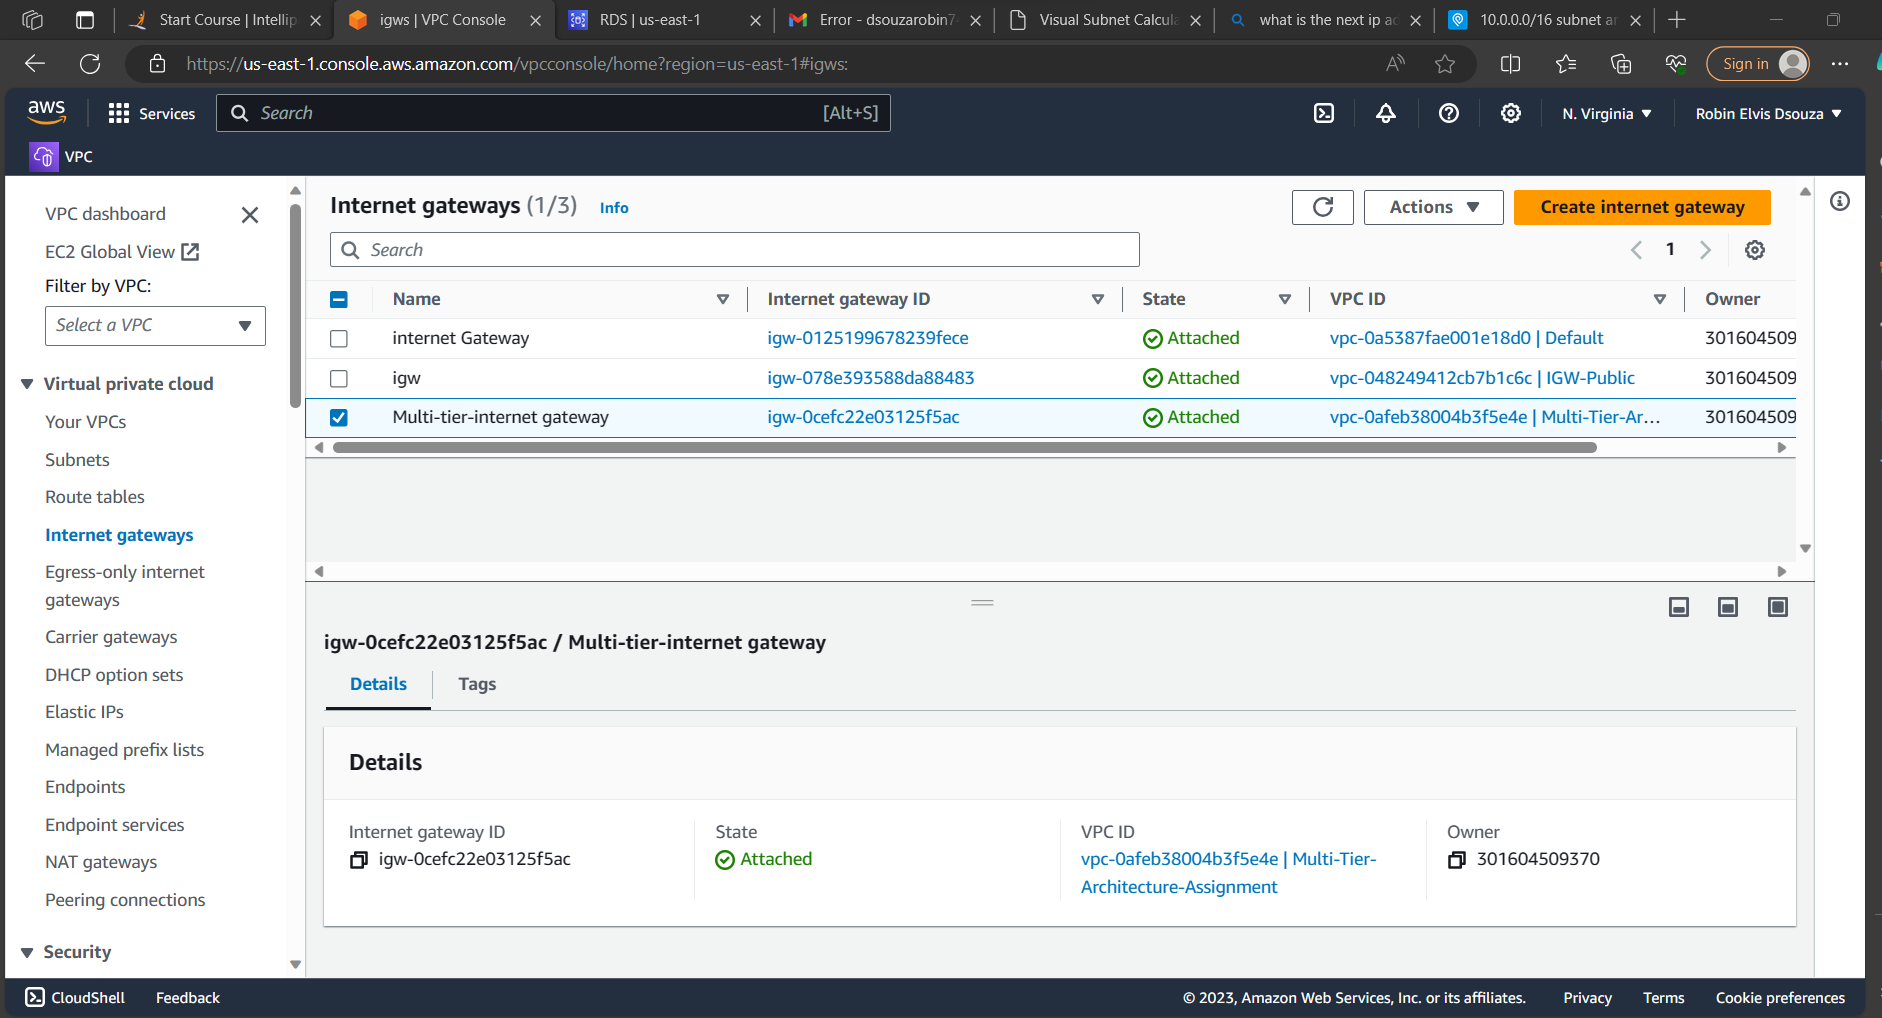 Start Course | Intellip
igws | VPC Console
RDS | us-east-1
Error - dsouzarobin7
Visual Subnet Calcula
what is the next ip ac
10.0.0.0/16 subnet ar
https://us-east-1.console.aws.amazon.com/vpcconsole/home?region=us-east-1#igws:
Sign in
aws
Services
Search
[Alt+S]
N. Virginia
Robin Elvis Dsouza
VPC
VPC dashboard
EC2 Global View
Filter by VPC:
Select a VPC
Virtual private cloud
Your VPCs
Subnets
Route tables
Internet gateways
Egress-only internet
gateways
Carrier gateways
DHCP option sets
Elastic IPs
Managed prefix lists
Endpoints
Endpoint services
NAT gateways
Peering connections
Security
Internet gateways (1/3) Info
Actions
Create internet gateway
Search
1
Name Internet gateway ID State VPC ID Owner
internet Gateway igw-0125199678239fece Attached vpc-0a5387fae001e18d0 | Default 301604509
igw igw-078e393588da88483 Attached vpc-048249412cb7b1c6c | IGW-Public 301604509
Multi-tier-internet gateway igw-0cefc22e03125f5ac Attached vpc-0afeb38004b3f5e4e | Multi-Tier-Ar... 301604509
igw-0cefc22e03125f5ac / Multi-tier-internet gateway
Details Tags
Details
Internet gateway ID
igw-0cefc22e03125f5ac
State
Attached
VPC ID
vpc-0afeb38004b3f5e4e | Multi-Tier-
Architecture-Assignment
Owner
301604509370
CloudShell Feedback
© 2023, Amazon Web Services, Inc. or its affiliates. Privacy Terms Cookie preferences